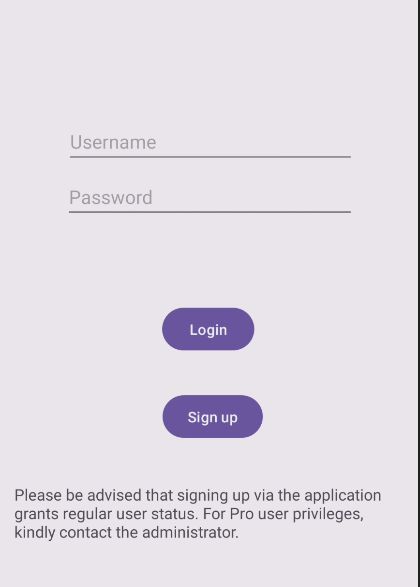 Username
Password
Login
Sign up
Please be advised that signing up via the application
grants regular user status. For Pro user privileges,
kindly contact the administrator.